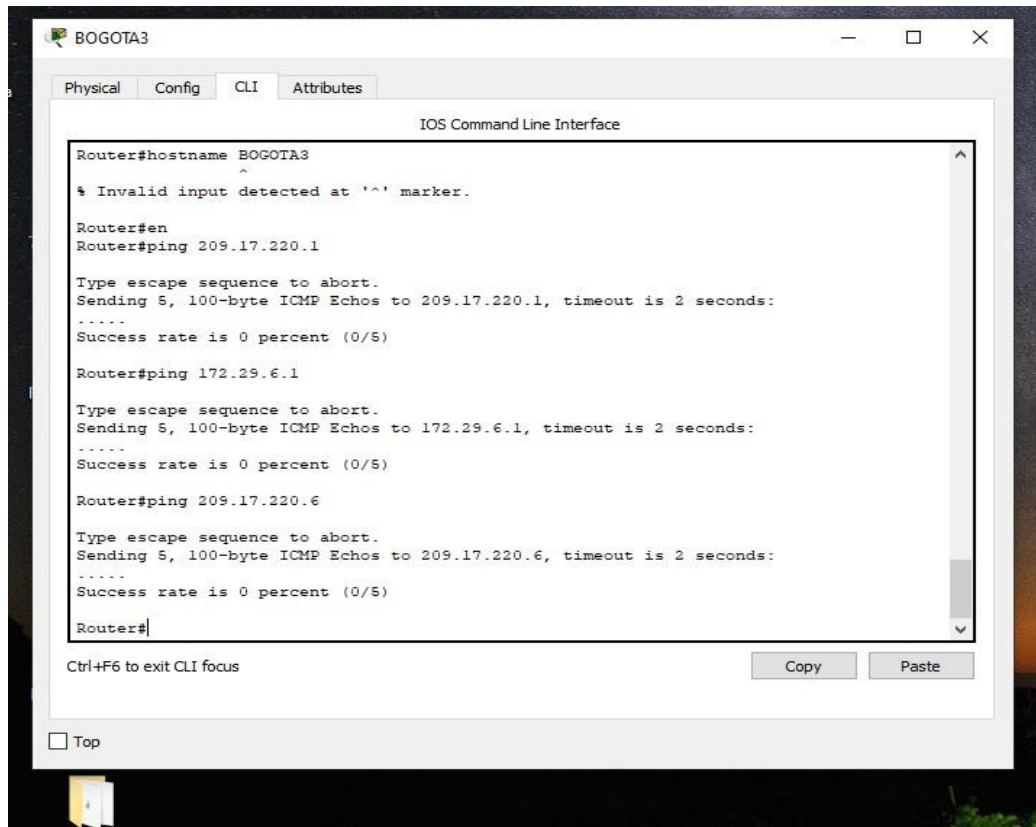 BOGOTA3
Physical Config CLI Attributes
IOS Command Line Interface
Router#hostname BOGOTA3
^
% Invalid input detected at '^' marker.
Router#en
Router#ping 209.17.220.1
Type escape sequence to abort.
Sending 5, 100-byte ICMP Echos to 209.17.220.1, timeout is 2 seconds:
.....
Success rate is 0 percent (0/5)
Router#ping 172.29.6.1
Type escape sequence to abort.
Sending 5, 100-byte ICMP Echos to 172.29.6.1, timeout is 2 seconds:
.....
Success rate is 0 percent (0/5)
Router#ping 209.17.220.6
Type escape sequence to abort.
Sending 5, 100-byte ICMP Echos to 209.17.220.6, timeout is 2 seconds:
.....
Success rate is 0 percent (0/5)
Router#
Ctrl+F6 to exit CLI focus
Copy Paste
Top